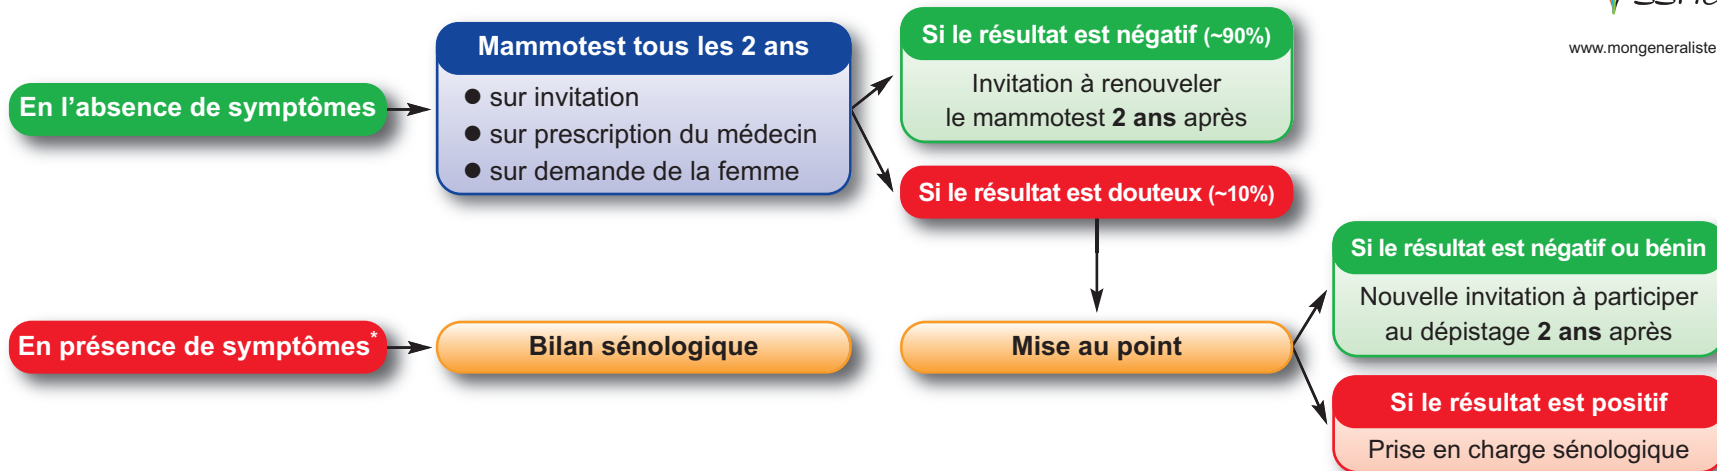 www.mongeneraliste
En l'absence de symptômes
Mammotest tous les 2 ans
● sur invitation
● sur prescription du médecin
● sur demande de la femme
Si le résultat est négatif (~90%)
Invitation à renouveler
le mammotest 2 ans après
Si le résultat est douteux (~10%)
En présence de symptômes*
Bilan sénologique
Mise au point
Si le résultat est négatif ou bénin
Nouvelle invitation à participer
au dépistage 2 ans après
Si le résultat est positif
Prise en charge sénologique